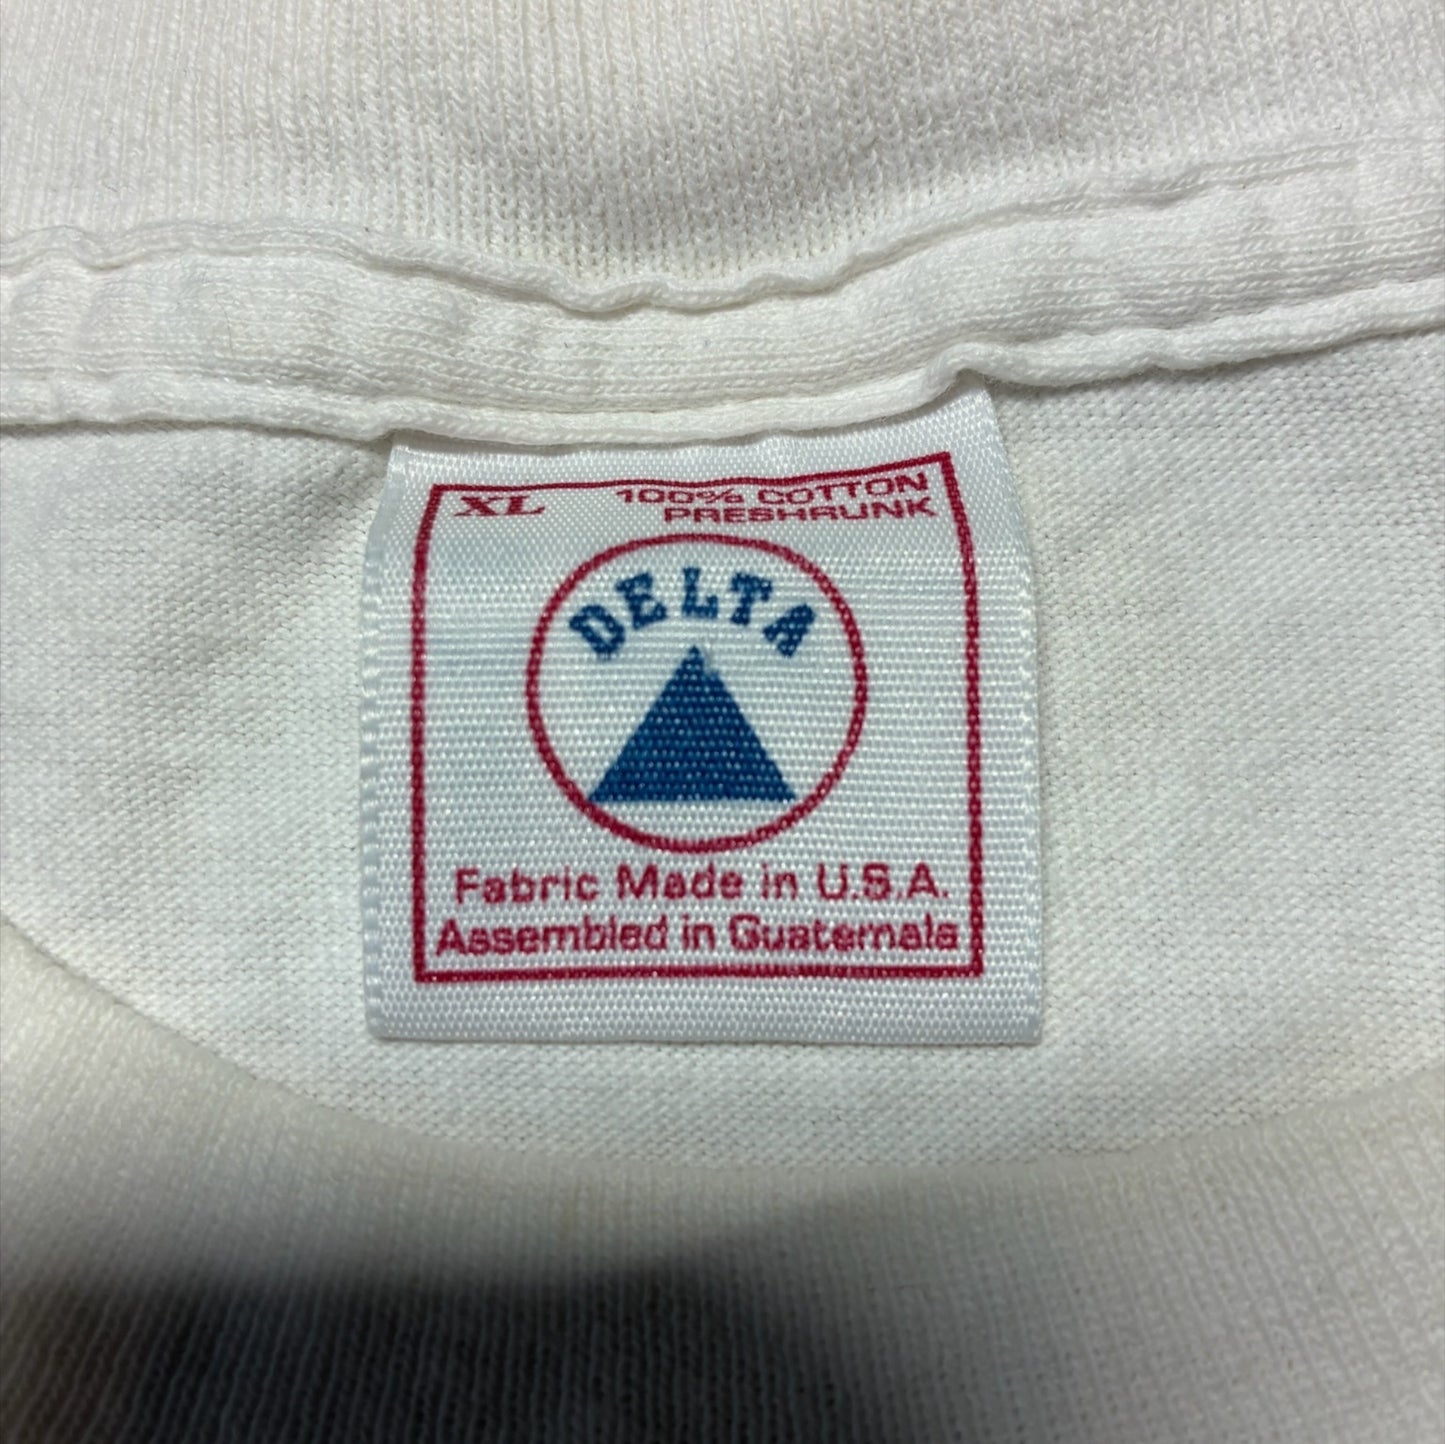 XL 100% COTTON
PRESHRUNK
DELTA
Fabric Made in U.S.A.
Assembled in Guatemala